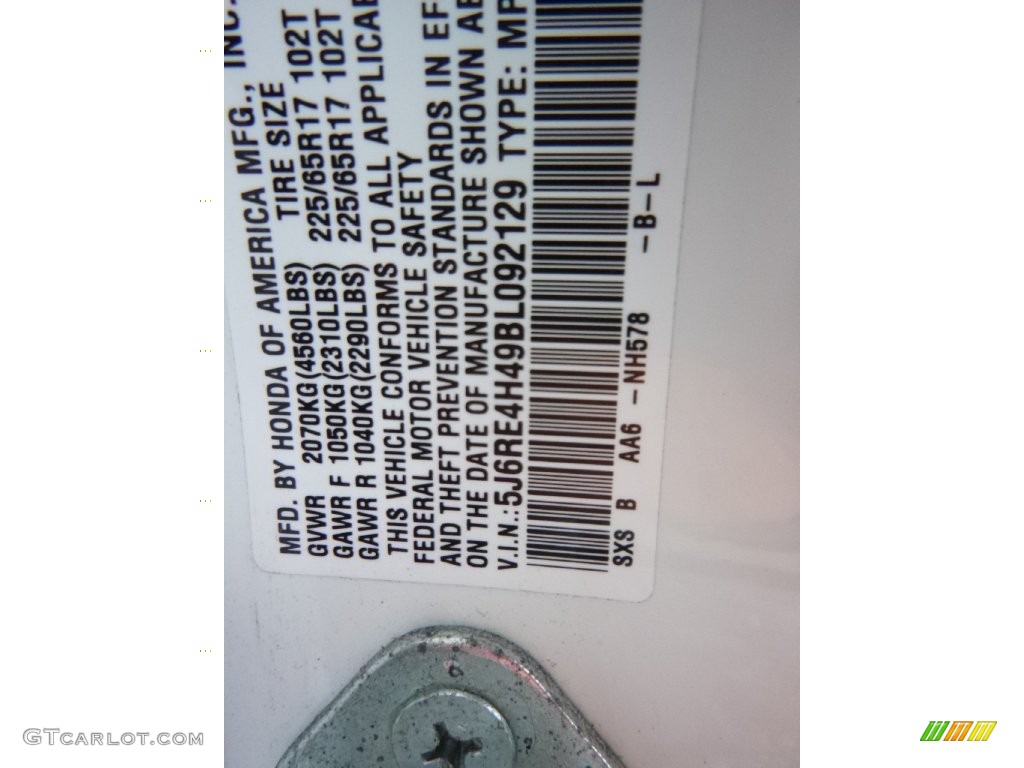 MFD. BY HONDA OF AMERICA MFG., INC.
TIRE SIZE
GVWR 2070KG(4560LBS)
GAWR F 1050KG(2310LBS) 225/65R17 102T
GAWR R 1040KG(2290LBS) 225/65R17 102T
THIS VEHICLE CONFORMS TO ALL APPLICAB
FEDERAL MOTOR VEHICLE SAFETY
AND THEFT PREVENTION STANDARDS IN EF
ON THE DATE OF MANUFACTURE SHOWN AB
V.I.N.:5J6RE4H49BL092129 TYPE: MP
SXS B AA6 -NH578 -B-L
GTCARLOT.COM